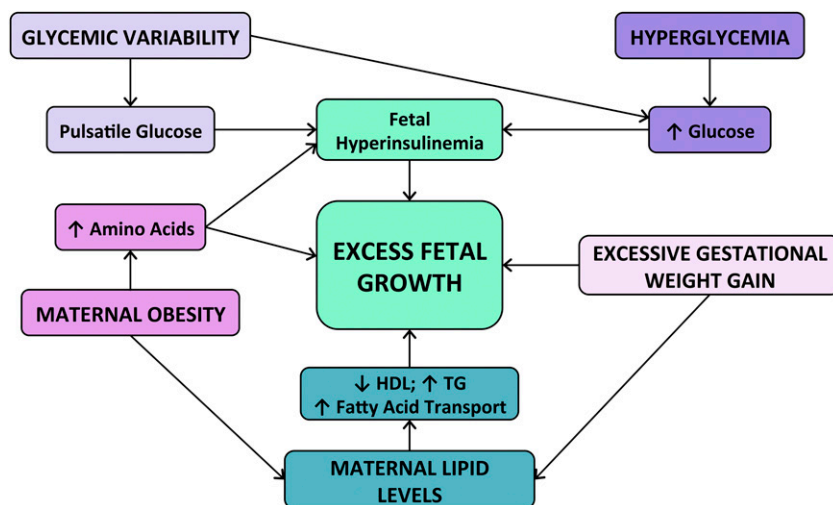 GLYCEMIC VARIABILITY
HYPERGLYCEMIA
Pulsatile Glucose
Fetal
Hyperinsulinemia
↑ Glucose
↑ Amino Acids
EXCESS FETAL
GROWTH
EXCESSIVE GESTATIONAL
WEIGHT GAIN
MATERNAL OBESITY
↓ HDL; ↑ TG
↑ Fatty Acid Transport
MATERNAL LIPID
LEVELS